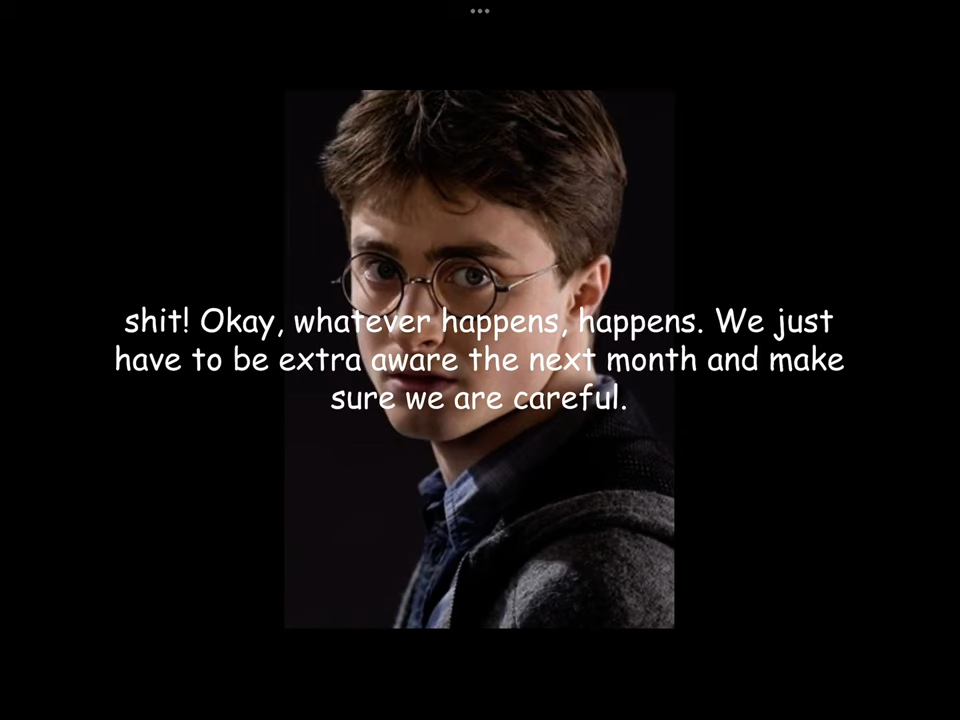 shit! Okay, whatever happens, happens. We just
have to be extra aware the next month and make
sure we are careful.